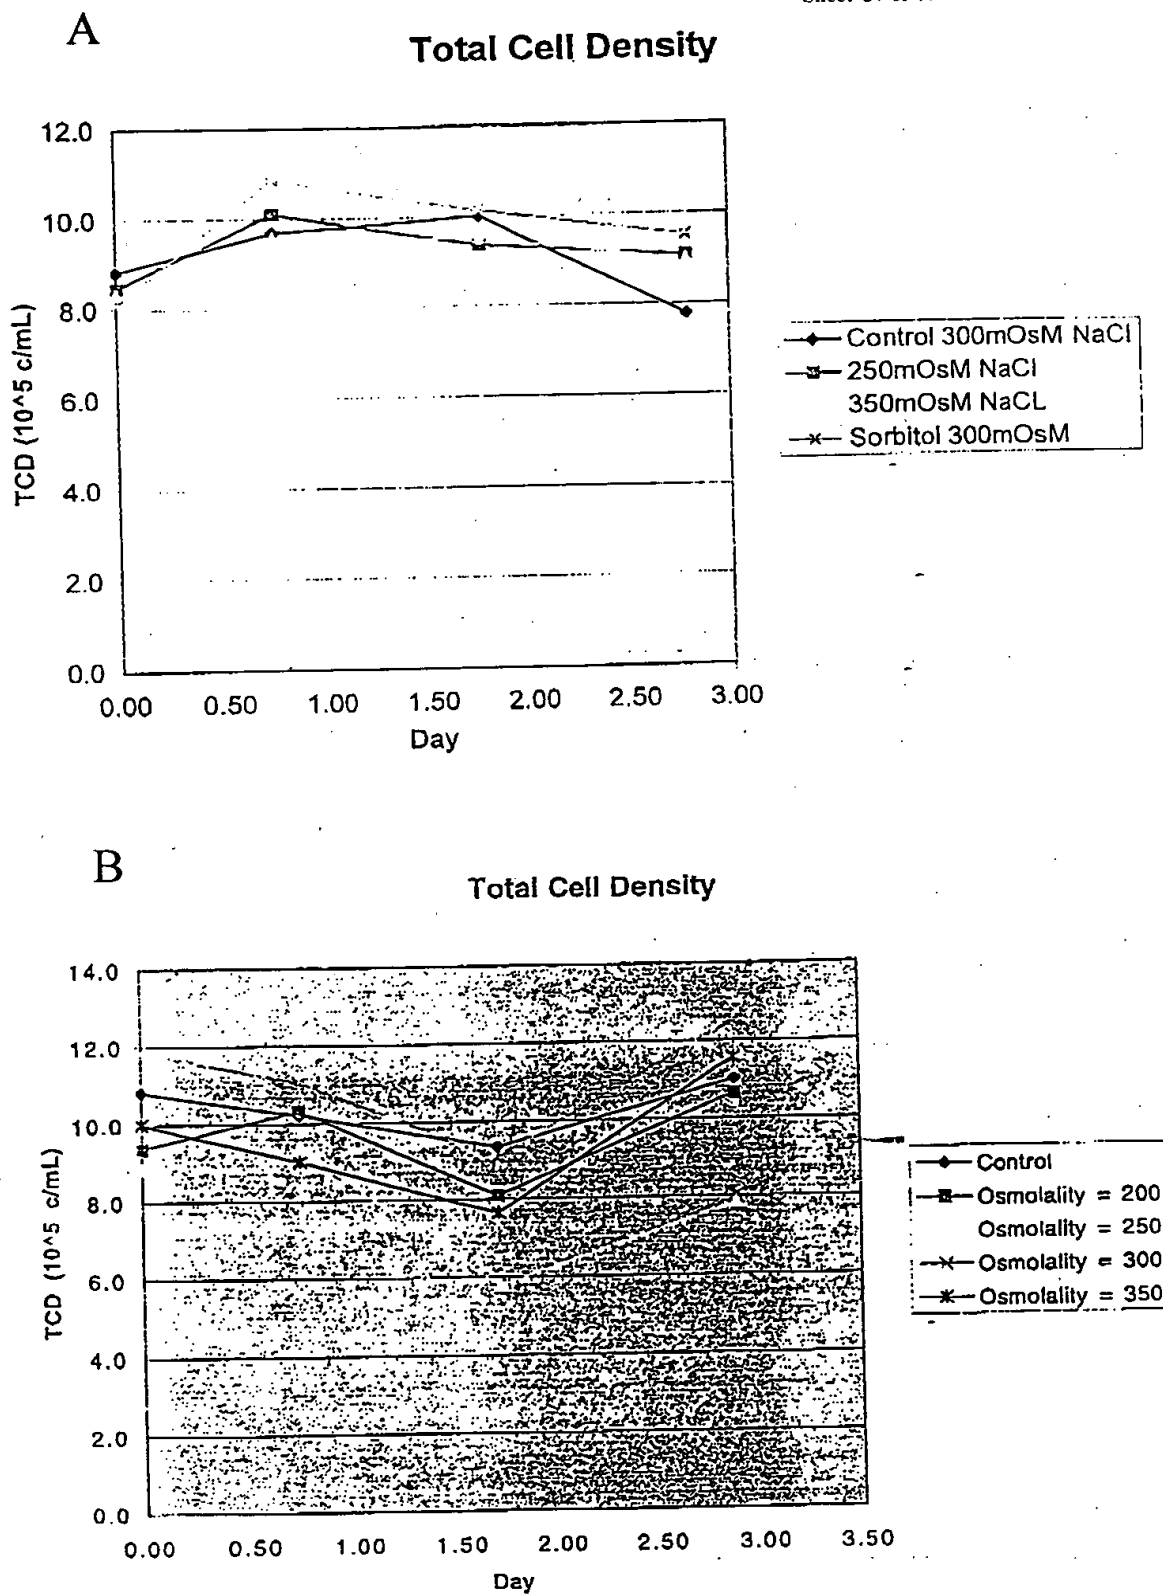 A
Total Cell Density
12.0
10.0
8.0
6.0
4.0
2.0
0.0
TCD (10^5 c/mL)
0.00 0.50 1.00 1.50 2.00 2.50 3.00
Day
Control 300mOsM NaCl
250mOsM NaCl
350mOsM NaCL
Sorbitol 300mOsM
B
Total Cell Density
14.0
12.0
10.0
8.0
6.0
4.0
2.0
0.0
TCD (10^5 c/mL)
0.00 0.50 1.00 1.50 2.00 2.50 3.00 3.50
Day
Control
Osmolality = 200
Osmolality = 250
Osmolality = 300
Osmolality = 350